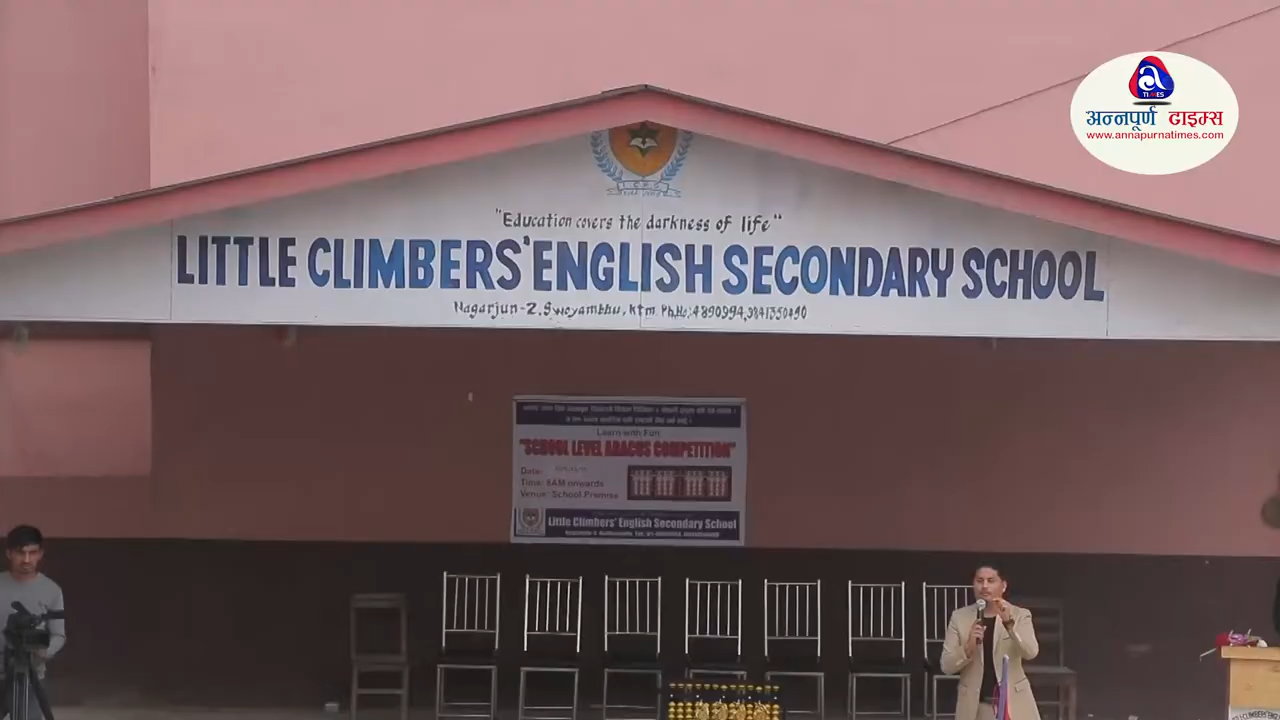 TIMES
अन्नपूर्ण टाइम्स
www.annapurnatimes.com
"Education covers the darkness of life"
LITTLE CLIMBERS' ENGLISH SECONDARY SCHOOL
Nagarjun-2, Swoyambhu, Ktm Ph.No:4890994,9841350490
Learn with Fun
"SCHOOL LEVEL ABACUS COMPETITION"
Date:
Time: 8AM onwards
Venue: School Premise
Little Climbers' English Secondary School